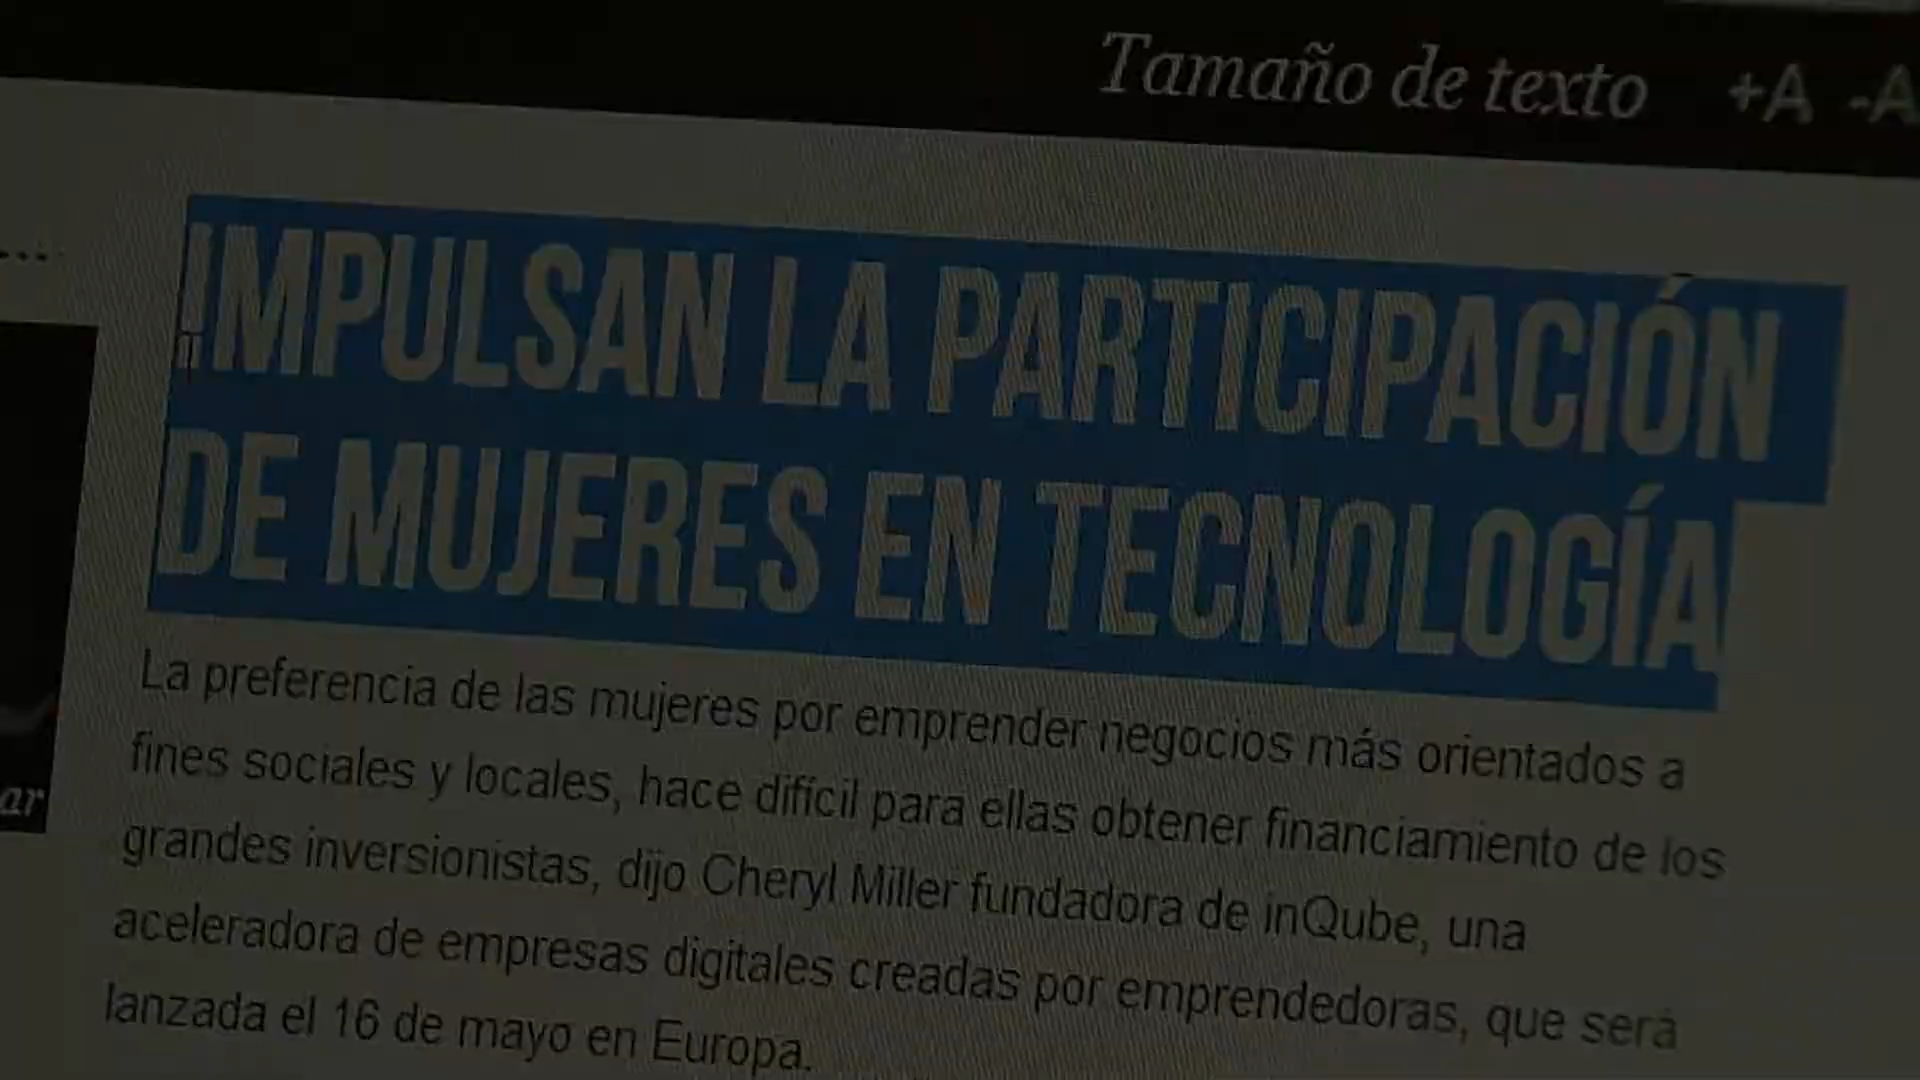 Tamaño de texto +A -A
IMPULSAN LA PARTICIPACIÓN
DE MUJERES EN TECNOLOGÍA
La preferencia de las mujeres por emprender negocios más orientados a
fines sociales y locales, hace difícil para ellas obtener financiamiento de los
grandes inversionistas, dijo Cheryl Miller fundadora de inQube, una
aceleradora de empresas digitales creadas por emprendedoras, que será
lanzada el 16 de mayo en Europa.
ar